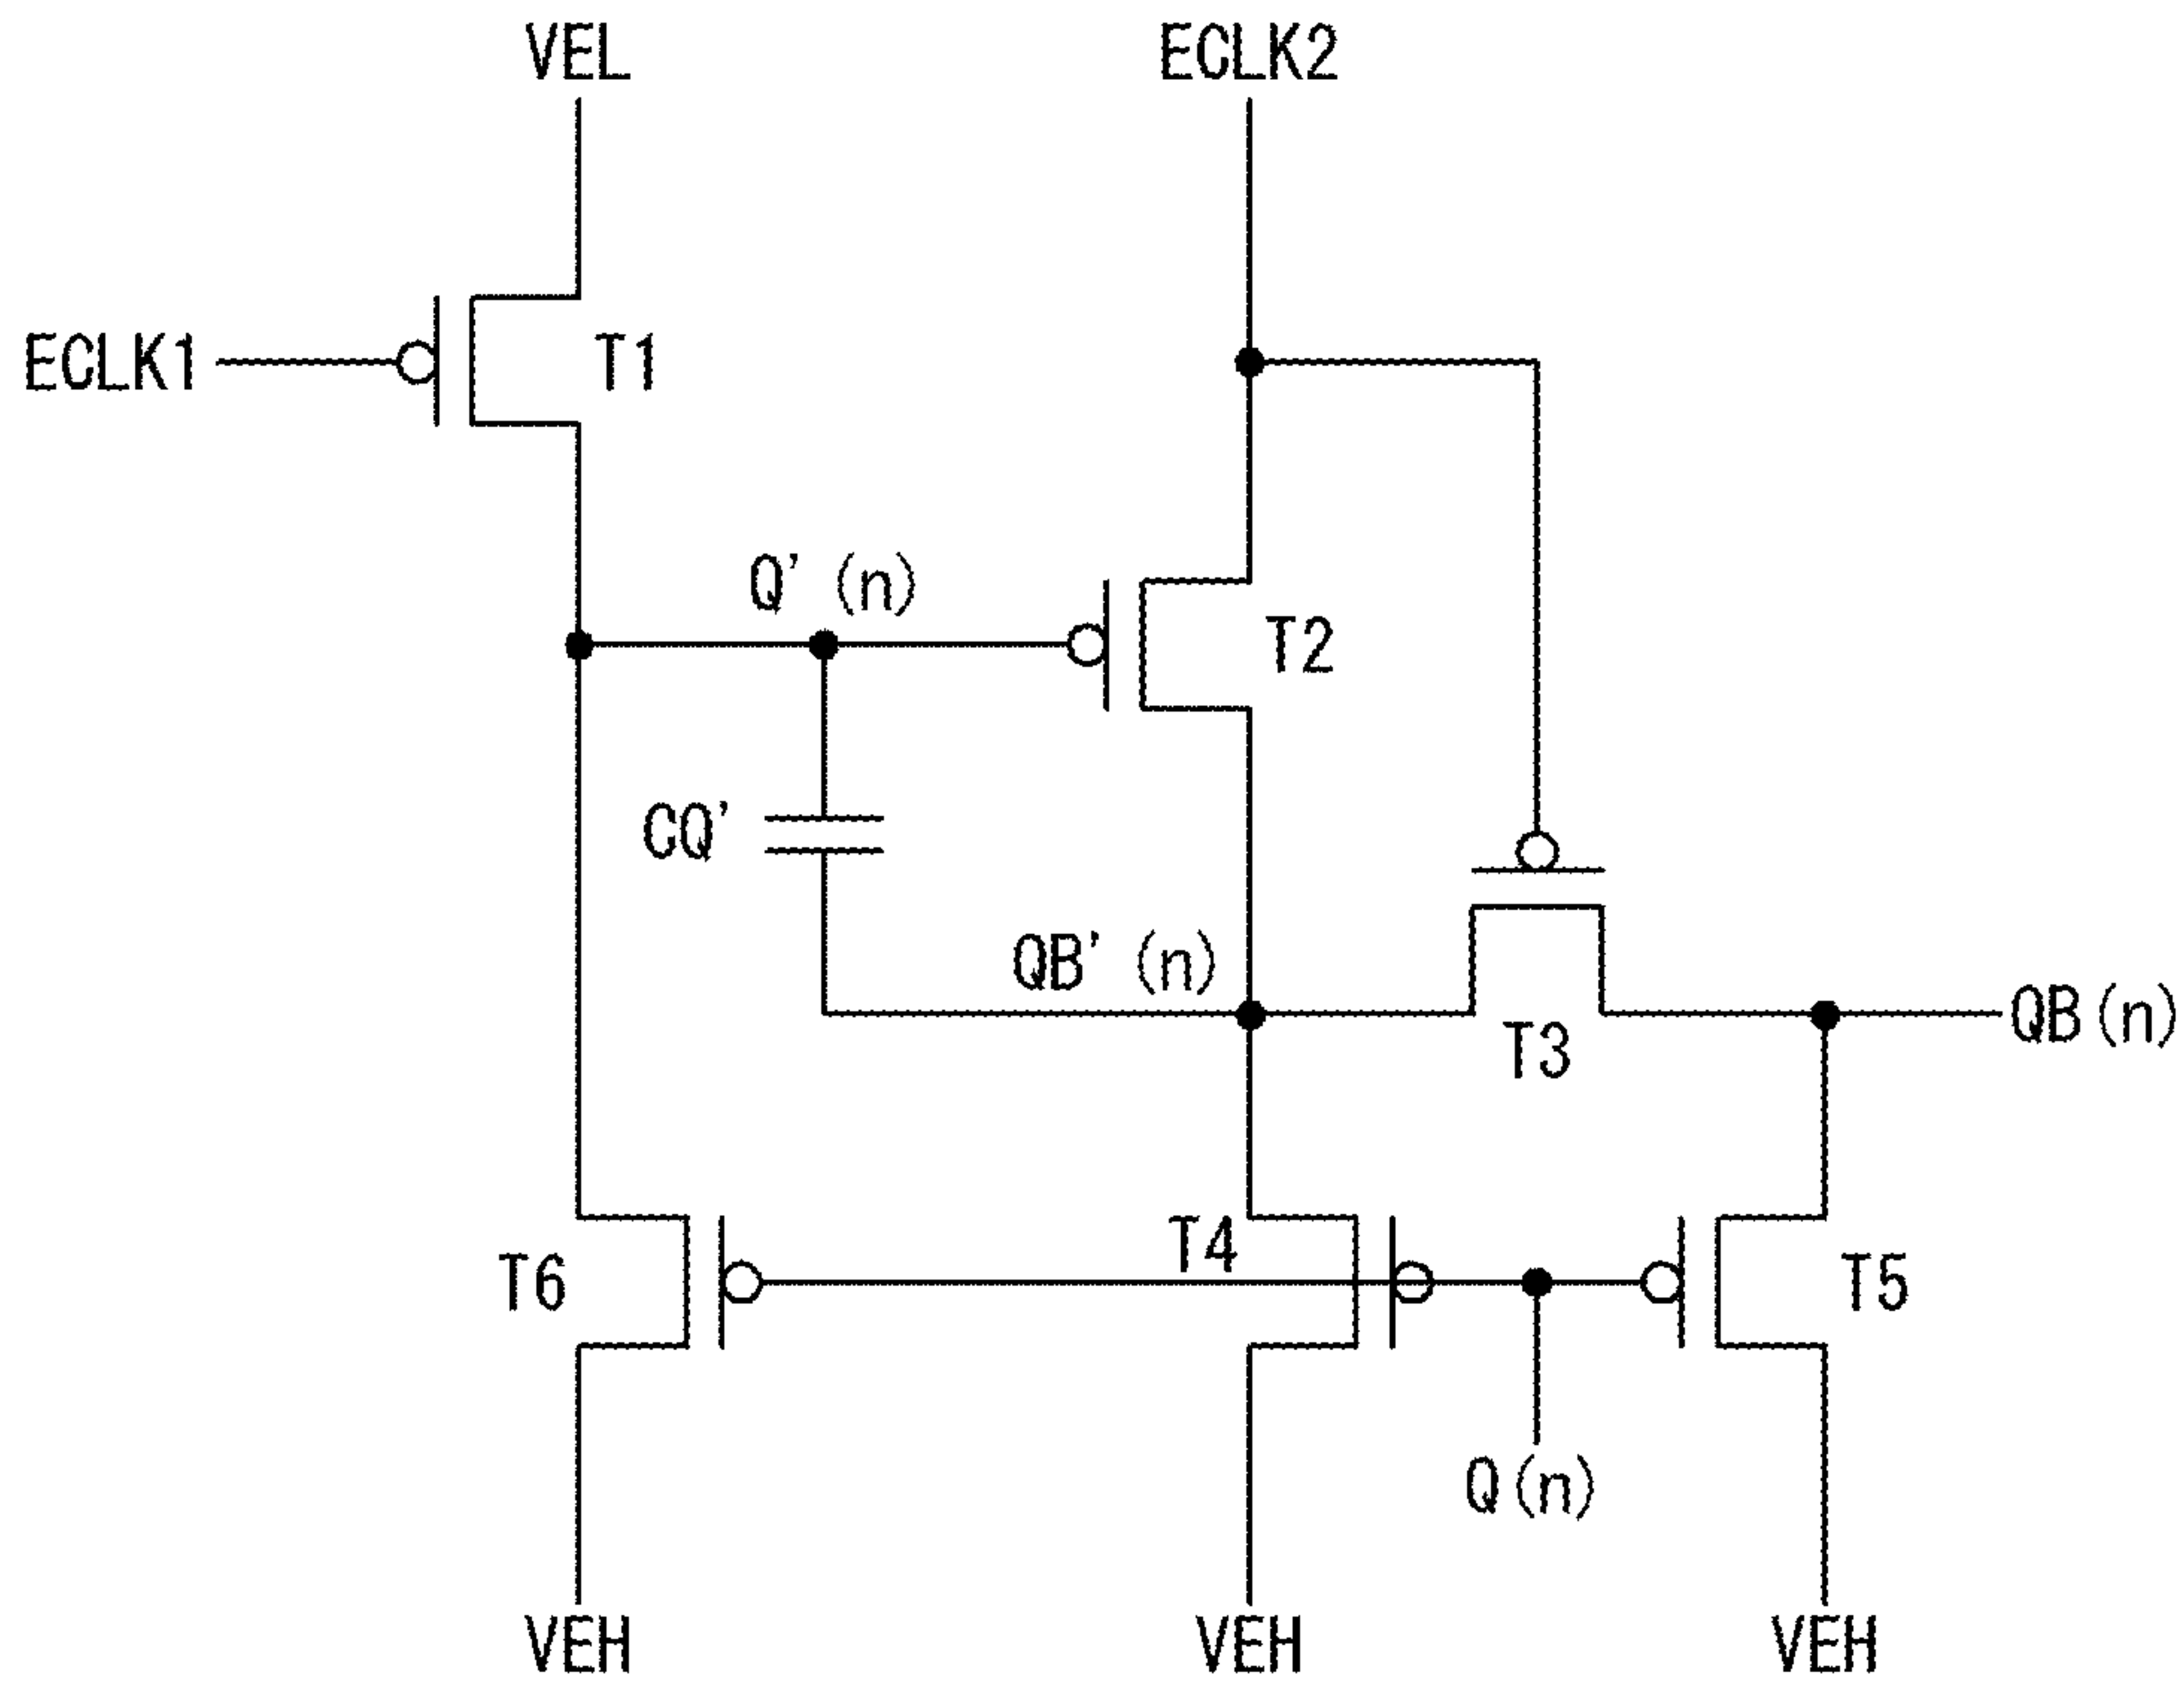 VEL
ECLK2
ECLK1
T1
Q' (n)
T2
CQ'
QB' (n)
QB (n)
T3
T4
T6
T5
Q (n)
VEH
VEH
VEH